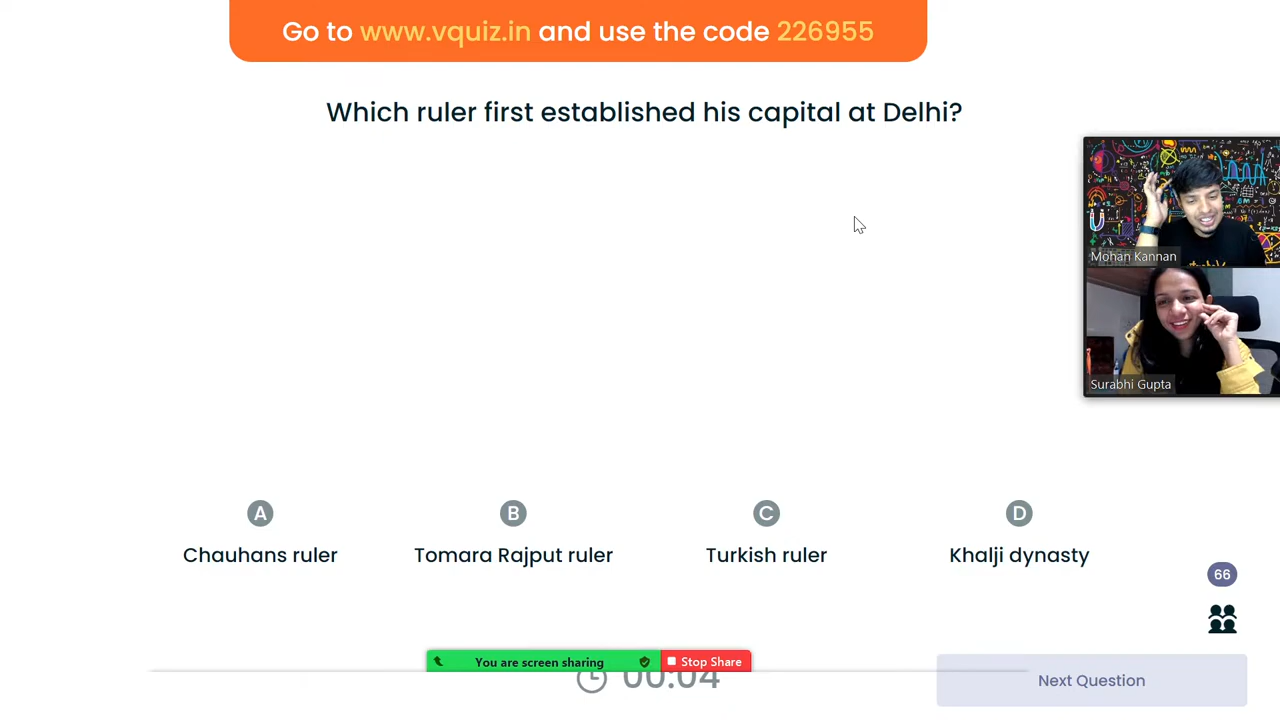 Go to www.vquiz.in and use the code 226955
Which ruler first established his capital at Delhi?
Mohan Kannan
Surabhi Gupta
A
B
C
D
Chauhans ruler
Tomara Rajput ruler
Turkish ruler
Khalji dynasty
66
You are screen sharing
Stop Share
00:04
Next Question